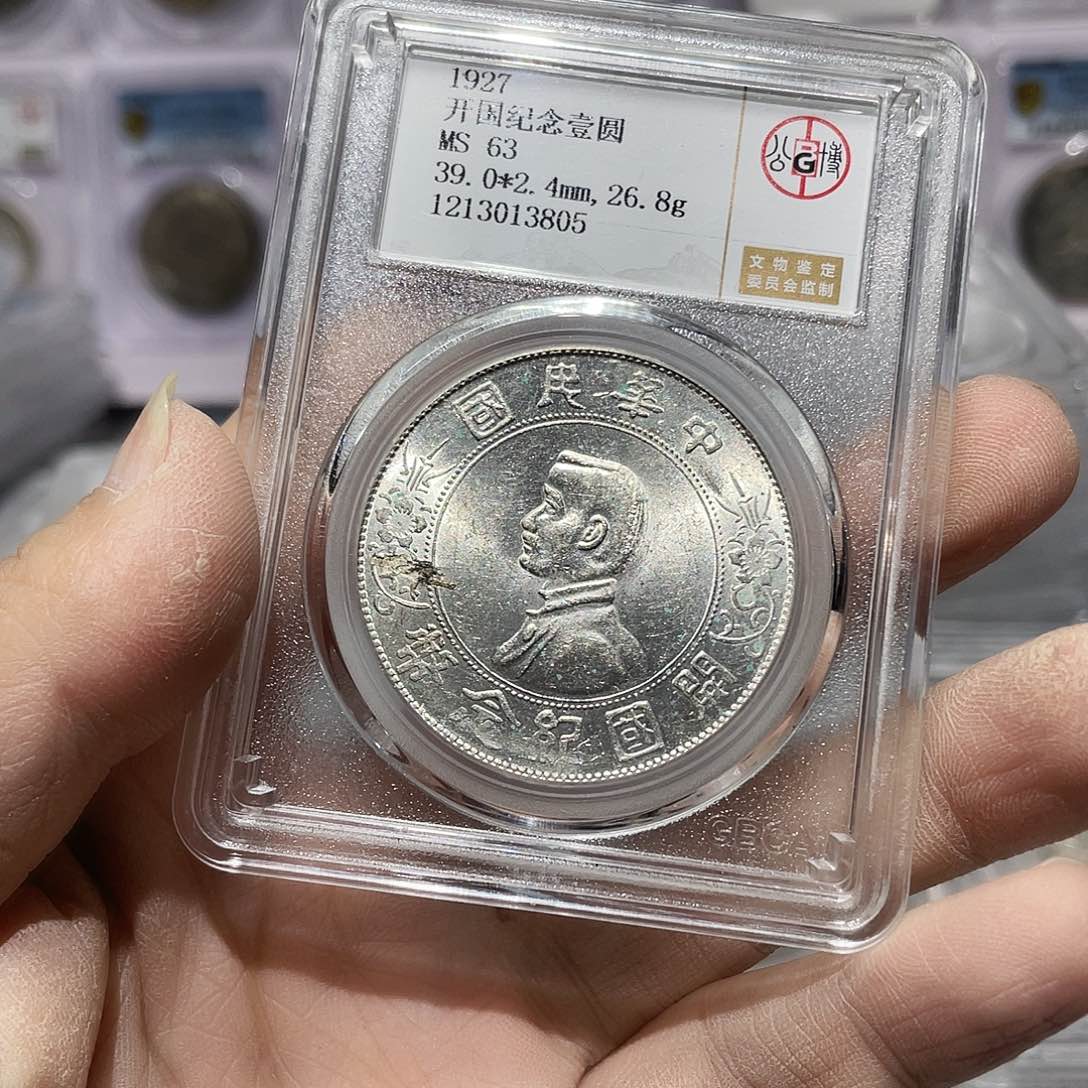 1927
开国纪念壹圆
MS 63
39.0*2.4mm,26.8g
1213013805
公 G 博
文物鉴定
委员会监制
中華民國
開國紀念幣
GBCA